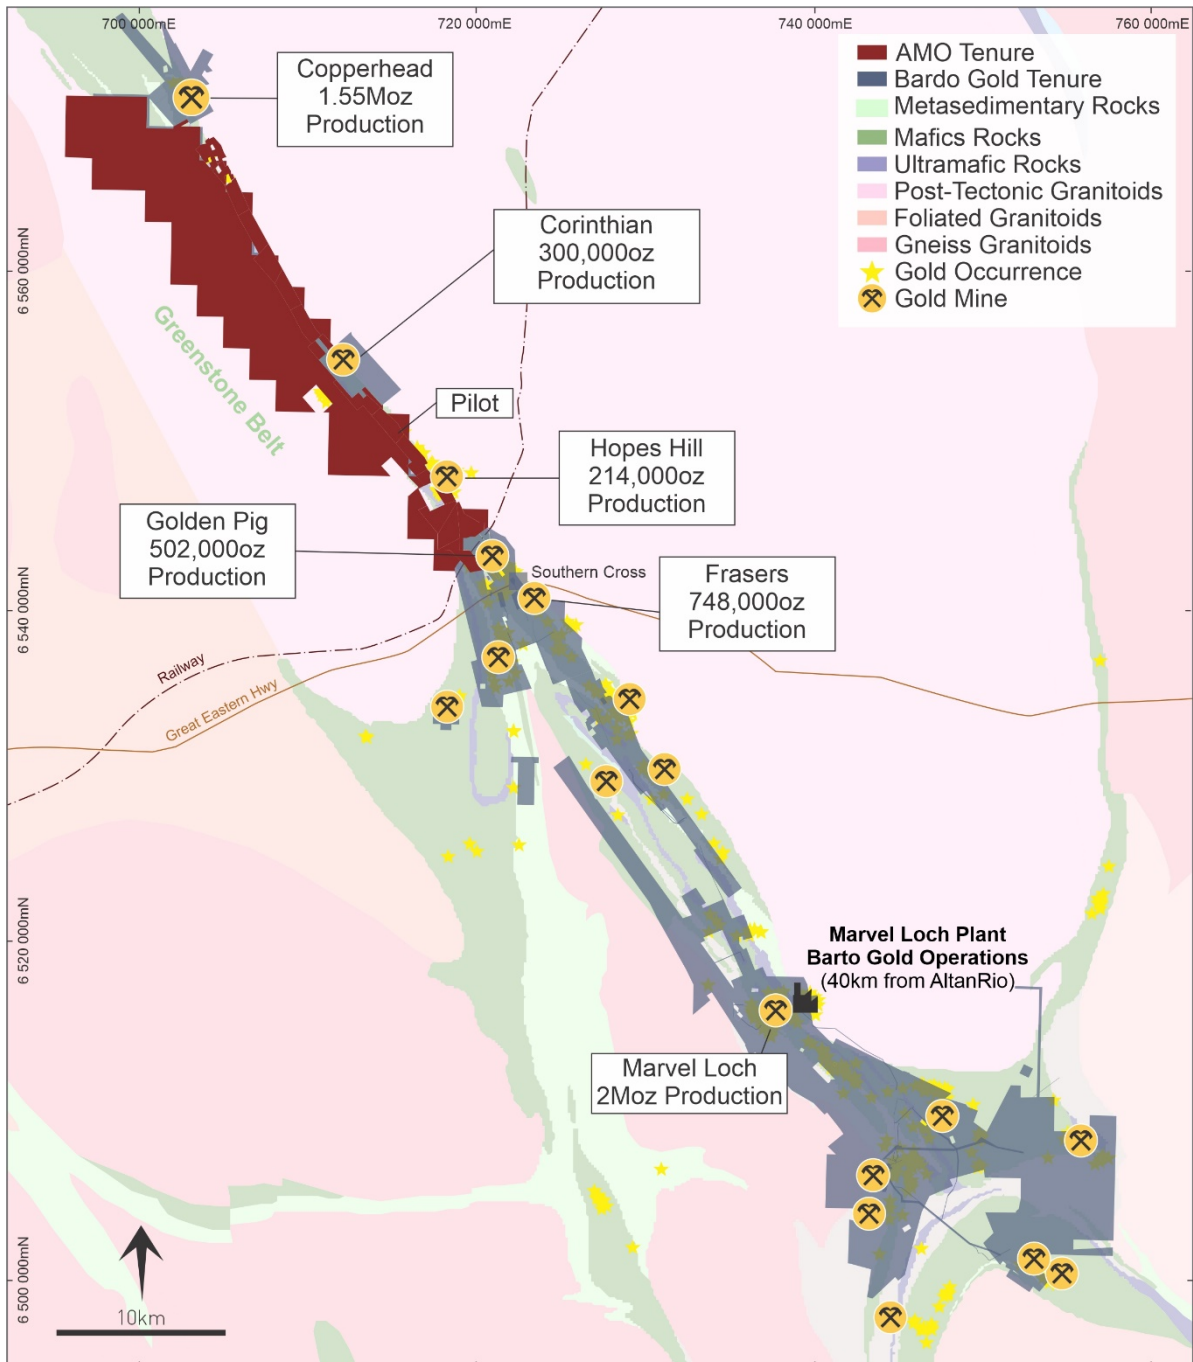 700 000mE
720 000mE
740 000mE
760 000mE
Copperhead
1.55Moz
Production
AMO Tenure
Bardo Gold Tenure
Metasedimentary Rocks
Mafics Rocks
Ultramafic Rocks
Post-Tectonic Granitoids
Foliated Granitoids
Gneiss Granitoids
Gold Occurrence
Gold Mine
Corinthian
300,000oz
Production
6 560 000mN
Greenstone Belt
Pilot
Hopes Hill
214,000oz
Production
Golden Pig
502,000oz
Production
Southern Cross
Frasers
748,000oz
Production
6 540 000mN
Railway
Great Eastern Hwy
6 520 000mN
Marvel Loch Plant
Barto Gold Operations
(40km from AltanRio)
Marvel Loch
2Moz Production
6 500 000mN
10km